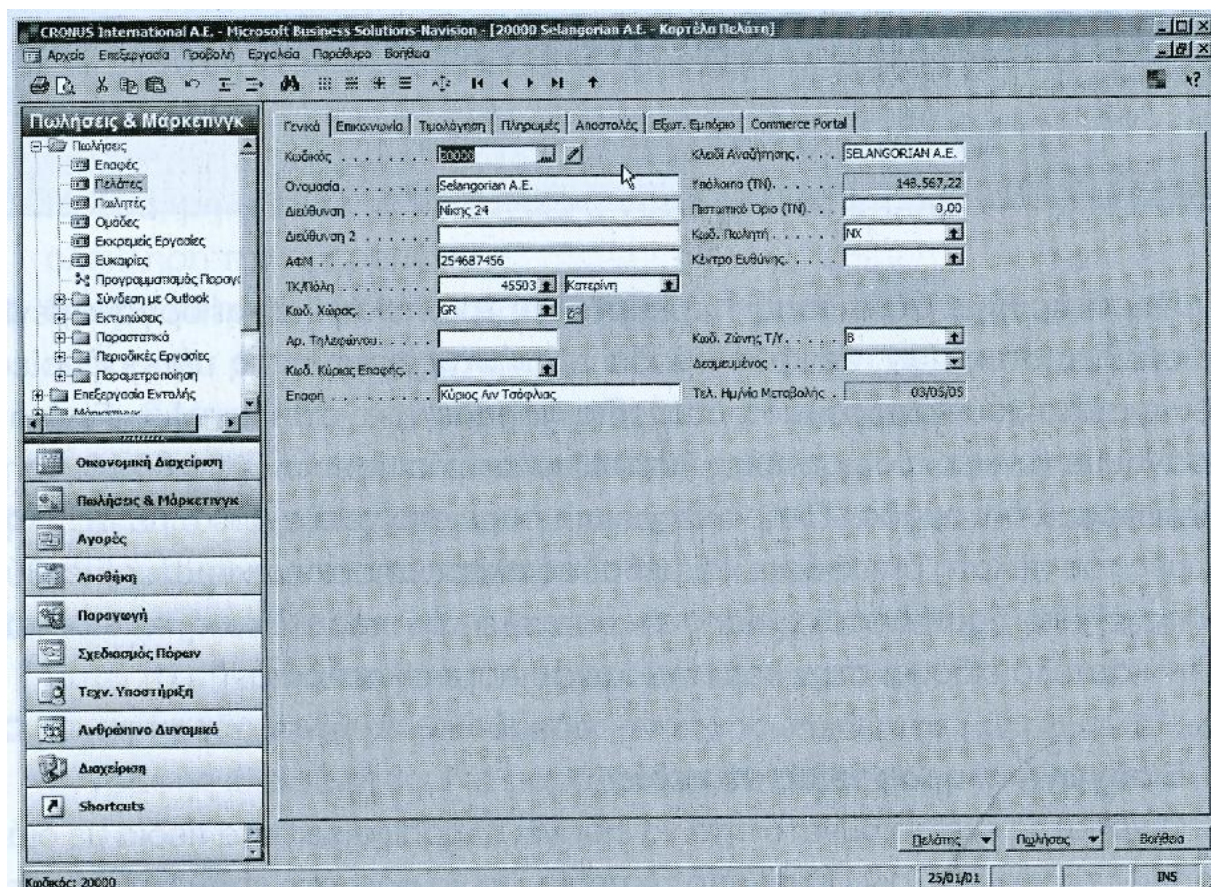 CRONUS International A.E. - Microsoft Business Solutions-Navision - [20000 Selangorian A.E. - Καρτέλα Πελάτη]
Αρχείο Επεξεργασία Προβολή Εργαλεία Παράθυρο Βοήθεια
Πωλήσεις & Μάρκετινγκ
Πωλήσεις
Επαφές
Πελάτες
Πωλητές
Ομάδες
Εκκρεμείς Εργασίες
Ευκαιρίες
Προγραμματισμός Παραγ
Σύνδεση με Outlook
Εκτυπώσεις
Παραστατικά
Περιοδικές Εργασίες
Παραμετροποίηση
Επεξεργασία Εντολής
Μάρκετινγκ
Οικονομική Διαχείριση
Πωλήσεις & Μάρκετινγκ
Αγορές
Αποθήκη
Παραγωγή
Σχεδιασμός Πόρων
Τεχν. Υποστήριξη
Ανθρώπινο Δυναμικό
Διαχείριση
Shortcuts
Γενικά Επικοινωνία Τιμολόγηση Πληρωμές Αποστολές Εξωτ. Εμπόριο Commerce Portal
Κωδικός . . . . . . . . 20000 ...
Ονομασία. . . . . . . . Selangorian A.E.
Διεύθυνση . . . . . . . Νίκης 24
Διεύθυνση 2 . . . . . .
ΑΦΜ . . . . . . . . . . 254687456
ΤΚ/Πόλη . . . . . . . . 45503 Κατερίνη
Κωδ. Χώρας. . . . . . . GR
Αρ. Τηλεφώνου. . . . . .
Κωδ. Κύριας Επαφής. . .
Επαφή . . . . . . . . . Κύριος Τσόφλιας
Κλειδί Αναζήτησης. . . . SELANGORIAN A.E.
Υπόλοιπο (ΤΝ). . . . . . 148.567,22
Πιστωτικό Όριο (ΤΝ). . . 0,00
Κωδ. Πωλητή . . . . . . ΝΧ
Κέντρο Ευθύνης. . . . .
Κωδ. Ζώνης Τ/Υ. . . . . Β
Δεσμευμένος . . . . . .
Τελ. Ημ/νία Μεταβολής . 03/05/05
Πελάτης Πωλήσεις Βοήθεια
Κωδικός: 20000 25/01/01 INS